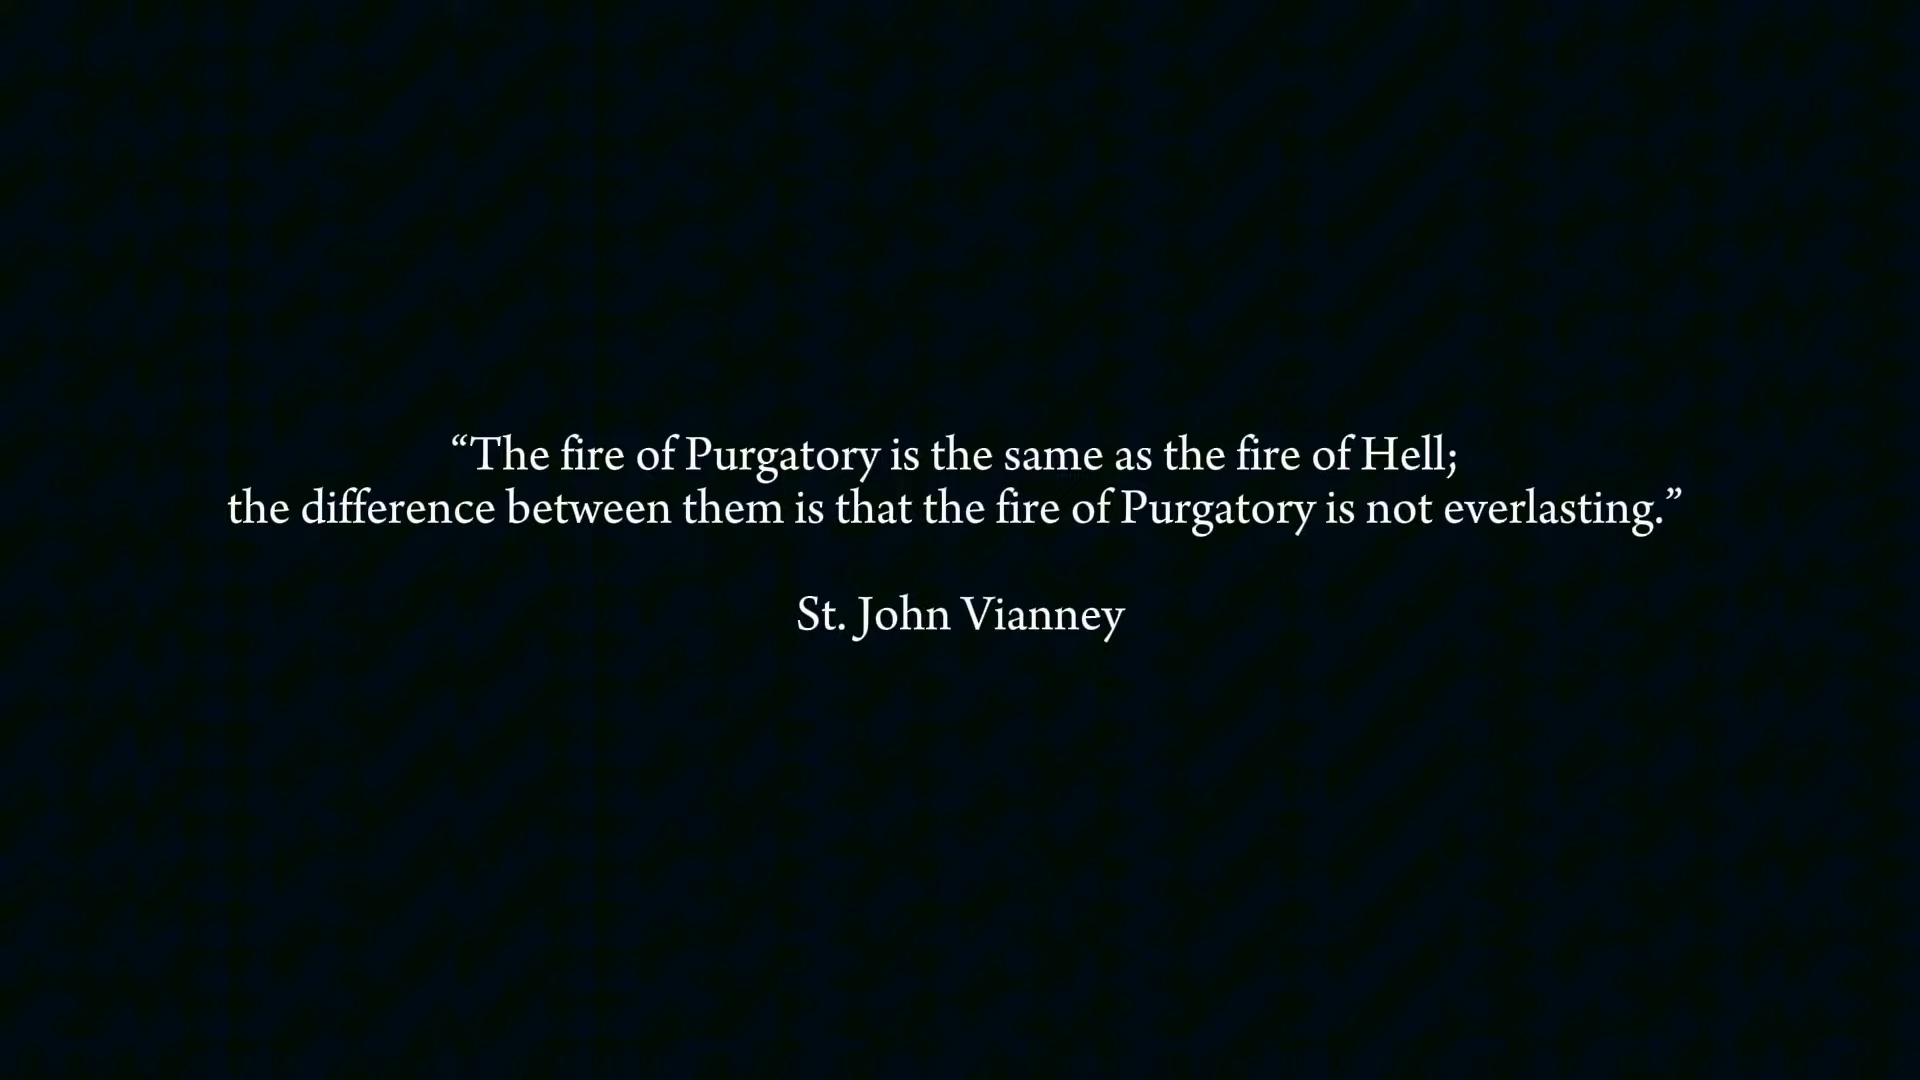 “The fire of Purgatory is the same as the fire of Hell;
the difference between them is that the fire of Purgatory is not everlasting.”
St. John Vianney